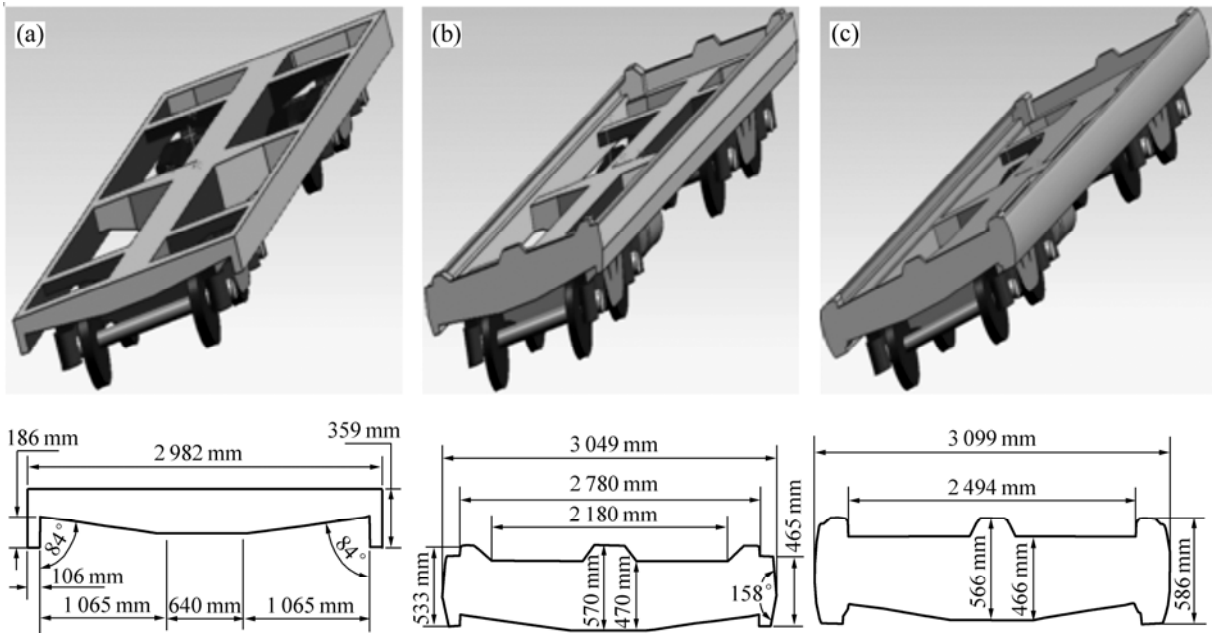 (a)
(b)
(c)
186 mm
2 982 mm
359 mm
84°
84°
106 mm
1 065 mm
640 mm
1 065 mm
3 049 mm
2 780 mm
2 180 mm
465 mm
533 mm
570 mm
470 mm
158°
3 099 mm
2 494 mm
566 mm
466 mm
586 mm